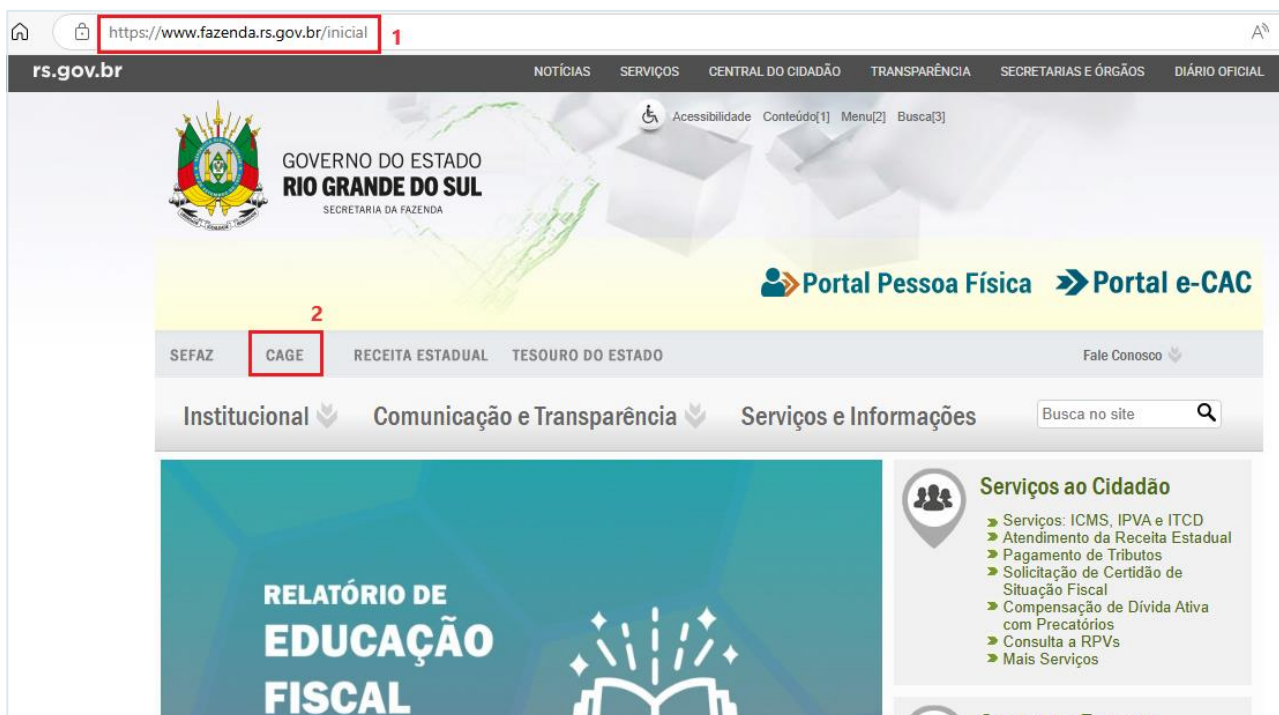 https://www.fazenda.rs.gov.br/inicial 1
rs.gov.br NOTÍCIAS SERVIÇOS CENTRAL DO CIDADÃO TRANSPARÊNCIA SECRETARIAS E ÓRGÃOS DIÁRIO OFICIAL
Acessibilidade Conteúdo[1] Menu[2] Busca[3]
GOVERNO DO ESTADO
RIO GRANDE DO SUL
SECRETARIA DA FAZENDA
Portal Pessoa Física Portal e-CAC
2
SEFAZ CAGE RECEITA ESTADUAL TESOURO DO ESTADO Fale Conosco
Institucional Comunicação e Transparência Serviços e Informações Busca no site
Serviços ao Cidadão
Serviços: ICMS, IPVA e ITCD
Atendimento da Receita Estadual
Pagamento de Tributos
Solicitação de Certidão de
Situação Fiscal
Compensação de Dívida Ativa
com Precatórios
Consulta a RPVs
Mais Serviços
RELATÓRIO DE
EDUCAÇÃO
FISCAL